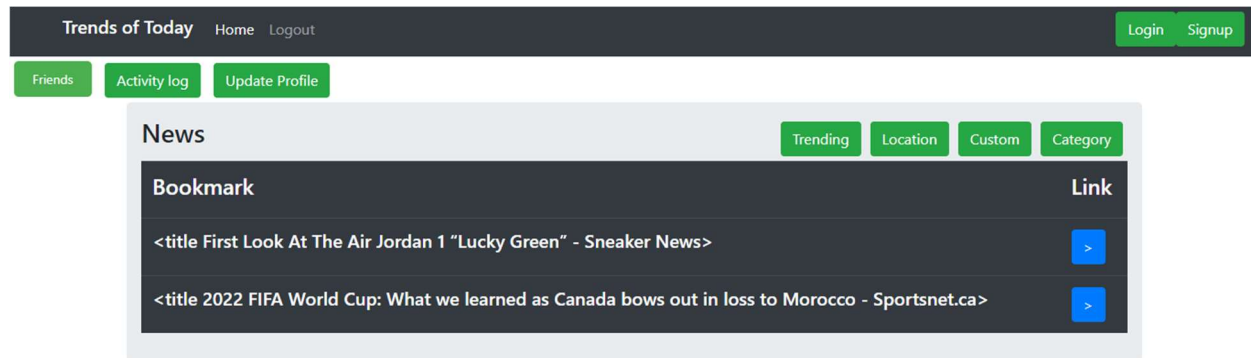 Trends of Today Home Logout Login Signup
Friends Activity log Update Profile
News Trending Location Custom Category
Bookmark Link
<title First Look At The Air Jordan 1 “Lucky Green” - Sneaker News> >
<title 2022 FIFA World Cup: What we learned as Canada bows out in loss to Morocco - Sportsnet.ca> >